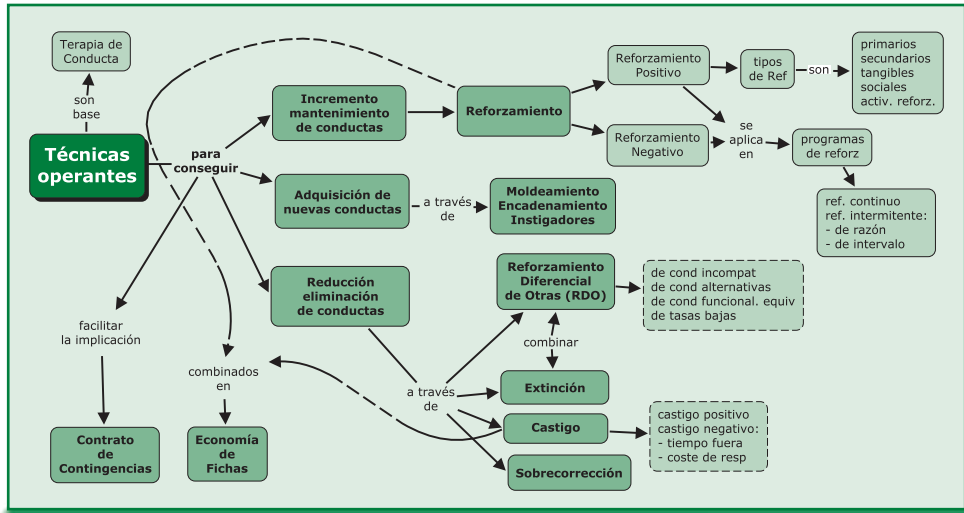 Terapia de
Conducta
son
base
Técnicas
operantes
para
conseguir
Incremento
mantenimiento
de conductas
Reforzamiento
Reforzamiento
Positivo
tipos
de Ref
son
primarios
secundarios
tangibles
sociales
activ. reforz.
Reforzamiento
Negativo
se
aplica
en
programas
de reforz
ref. continuo
ref. intermitente:
- de razón
- de intervalo
Adquisición de
nuevas conductas
a través
de
Moldeamiento
Encadenamiento
Instigadores
Reducción
eliminación
de conductas
a través
de
Reforzamiento
Diferencial
de Otras (RDO)
de cond incompat
de cond alternativas
de cond funcional. equiv
de tasas bajas
combinar
Extinción
Castigo
castigo positivo
castigo negativo:
- tiempo fuera
- coste de resp
Sobrecorrección
facilitar
la implicación
Contrato
de
Contingencias
combinados
en
Economía
de
Fichas